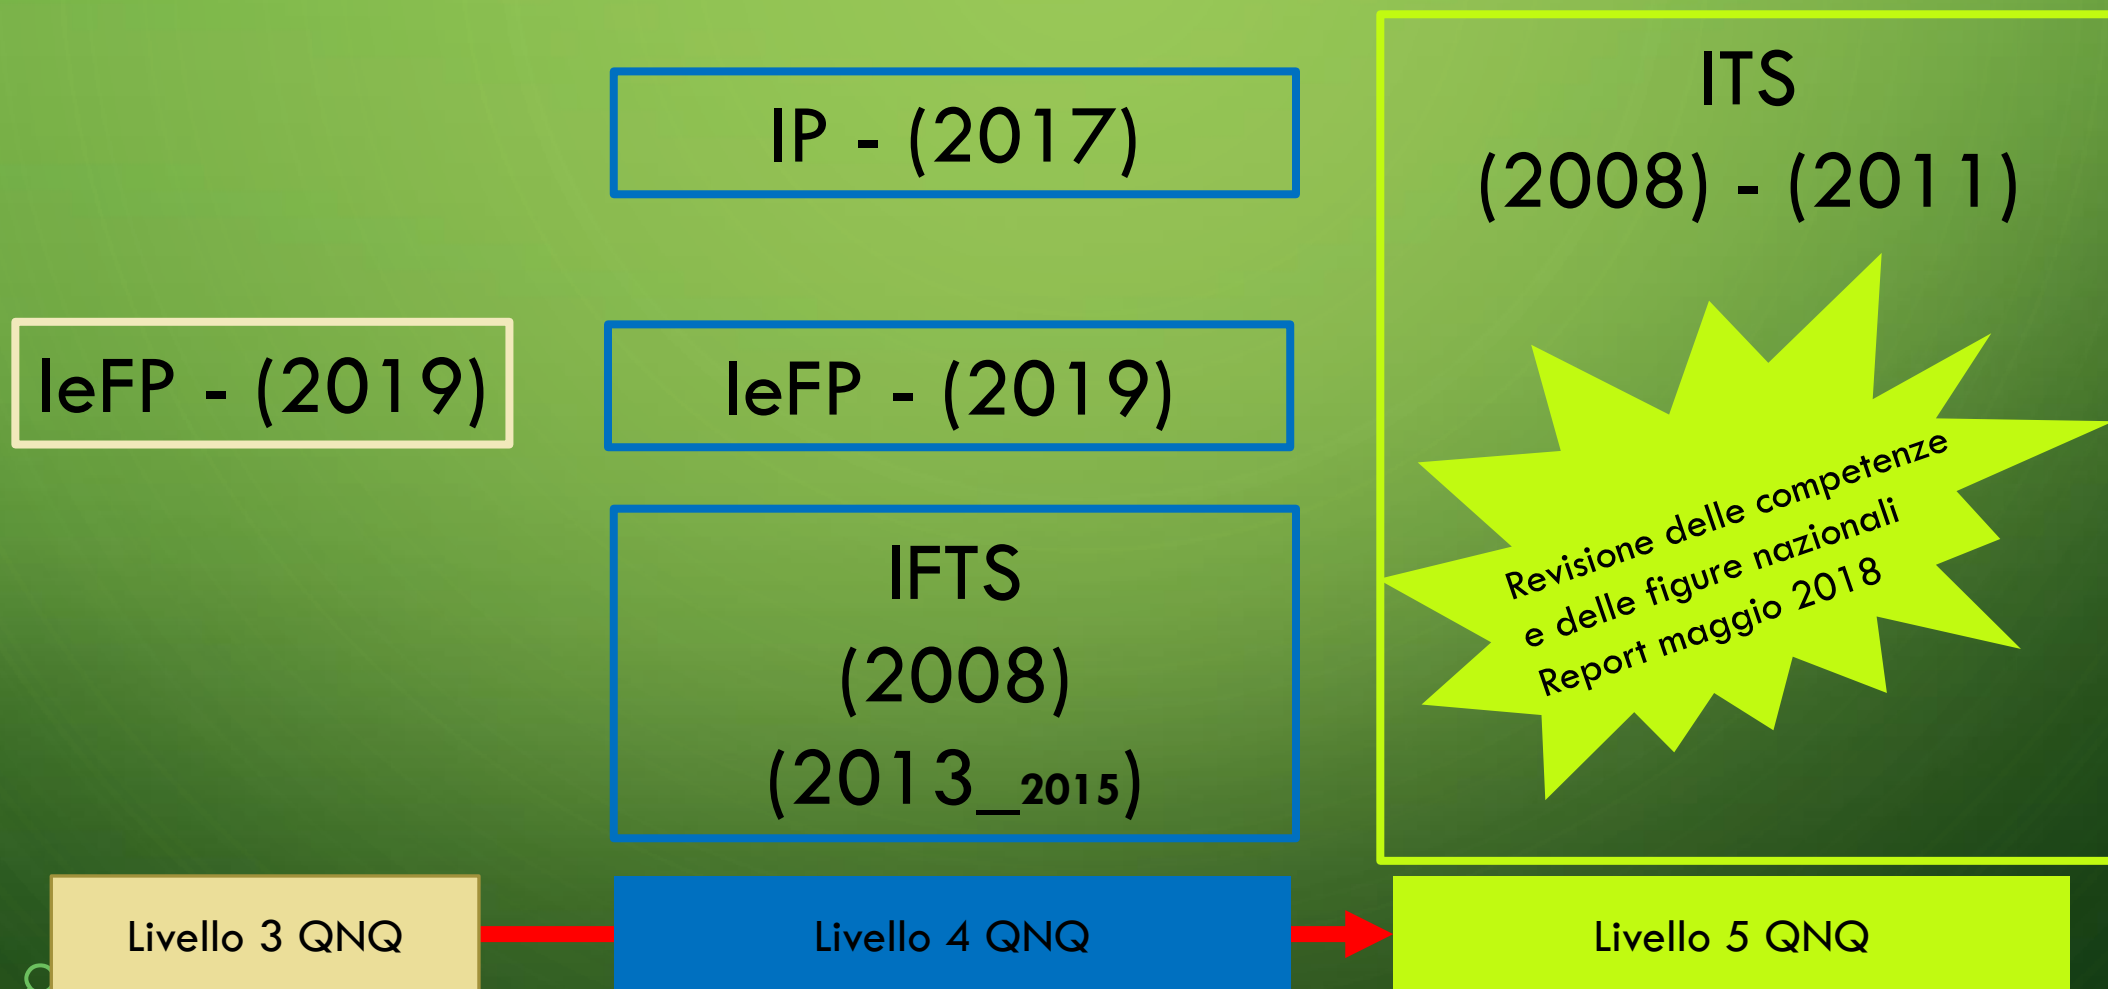 IP - (2017)
ITS
(2008) - (2011)
IeFP - (2019)
IeFP - (2019)
Revisione delle competenze
e delle figure nazionali
Report maggio 2018
IFTS
(2008)
(2013_2015)
Livello 3 QNQ
Livello 4 QNQ
Livello 5 QNQ